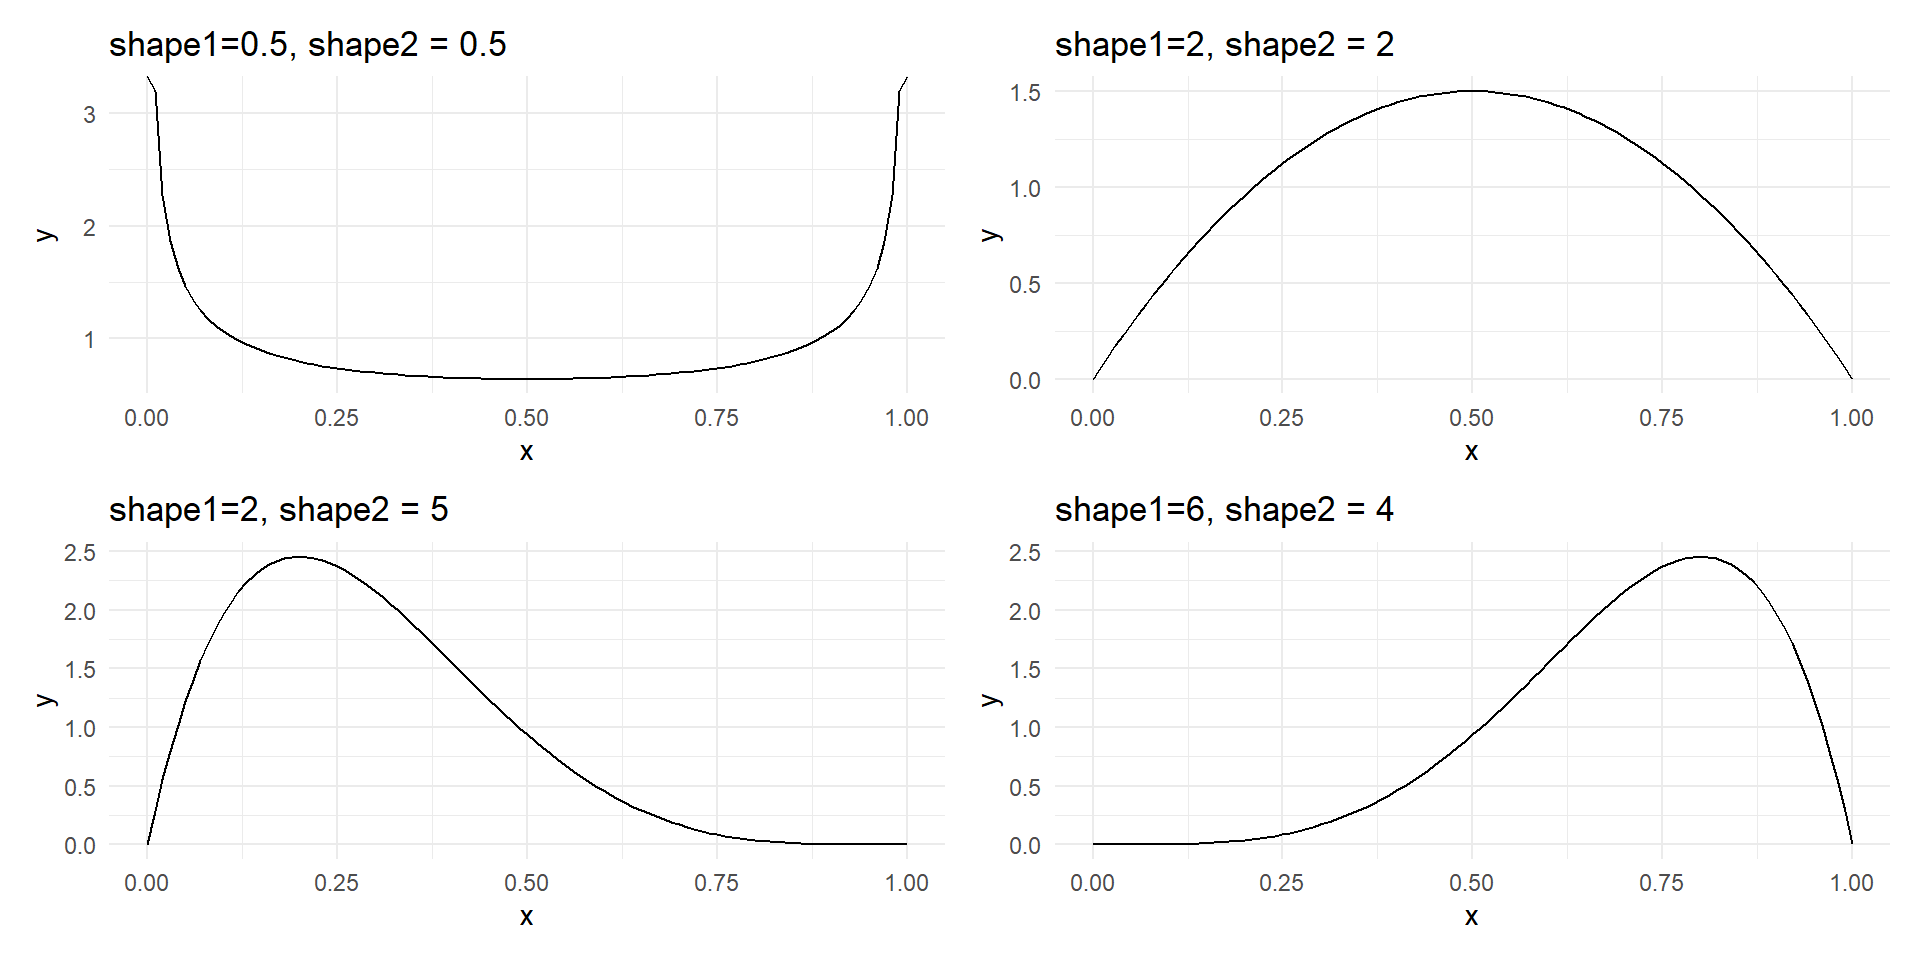 shape1=0.5, shape2 = 0.5
3
2
1
y
0.00 0.25 0.50 0.75 1.00
x
shape1=2, shape2 = 2
1.5
1.0
0.5
0.0
y
0.00 0.25 0.50 0.75 1.00
x
shape1=2, shape2 = 5
2.5
2.0
1.5
1.0
0.5
0.0
y
0.00 0.25 0.50 0.75 1.00
x
shape1=6, shape2 = 4
2.5
2.0
1.5
1.0
0.5
0.0
y
0.00 0.25 0.50 0.75 1.00
x